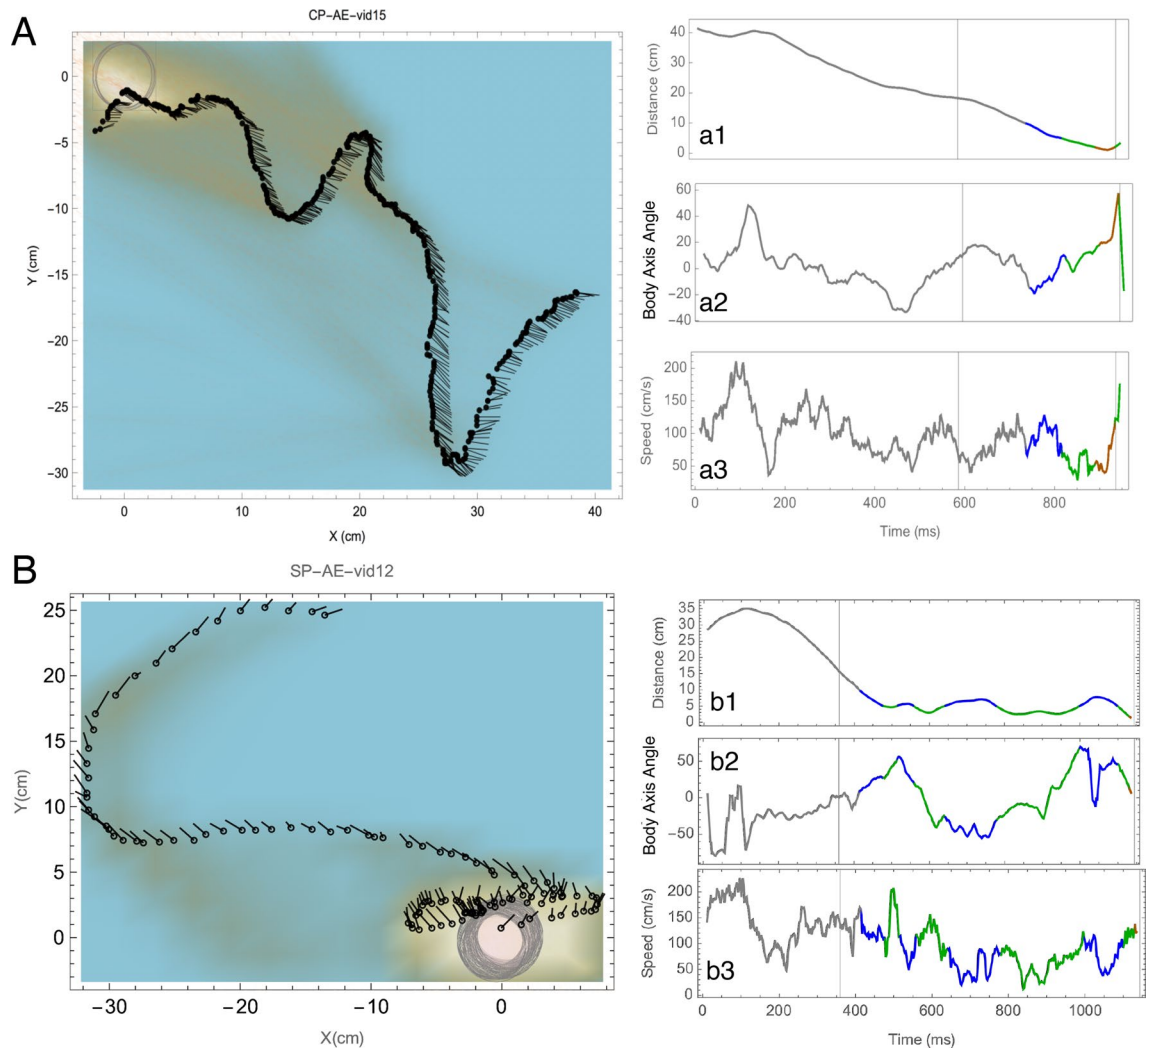 A
CP−AE−vid15
0
−5
−10
−15
−20
−25
−30
Y (cm)
0
10
20
30
40
X (cm)
40
30
20
10
0
Distance (cm)
a1
60
40
20
0
−20
−40
Body Axis Angle
a2
200
150
100
50
Speed (cm/s)
a3
0
200
400
600
800
Time (ms)
B
SP−AE−vid12
25
20
15
10
5
0
Y(cm)
−30
−20
−10
0
X(cm)
35
30
25
20
15
10
5
0
Distance (cm)
b1
50
0
−50
Body Axis Angle
b2
200
150
100
50
0
Speed (cm/s)
b3
0
200
400
600
800
1000
Time (ms)